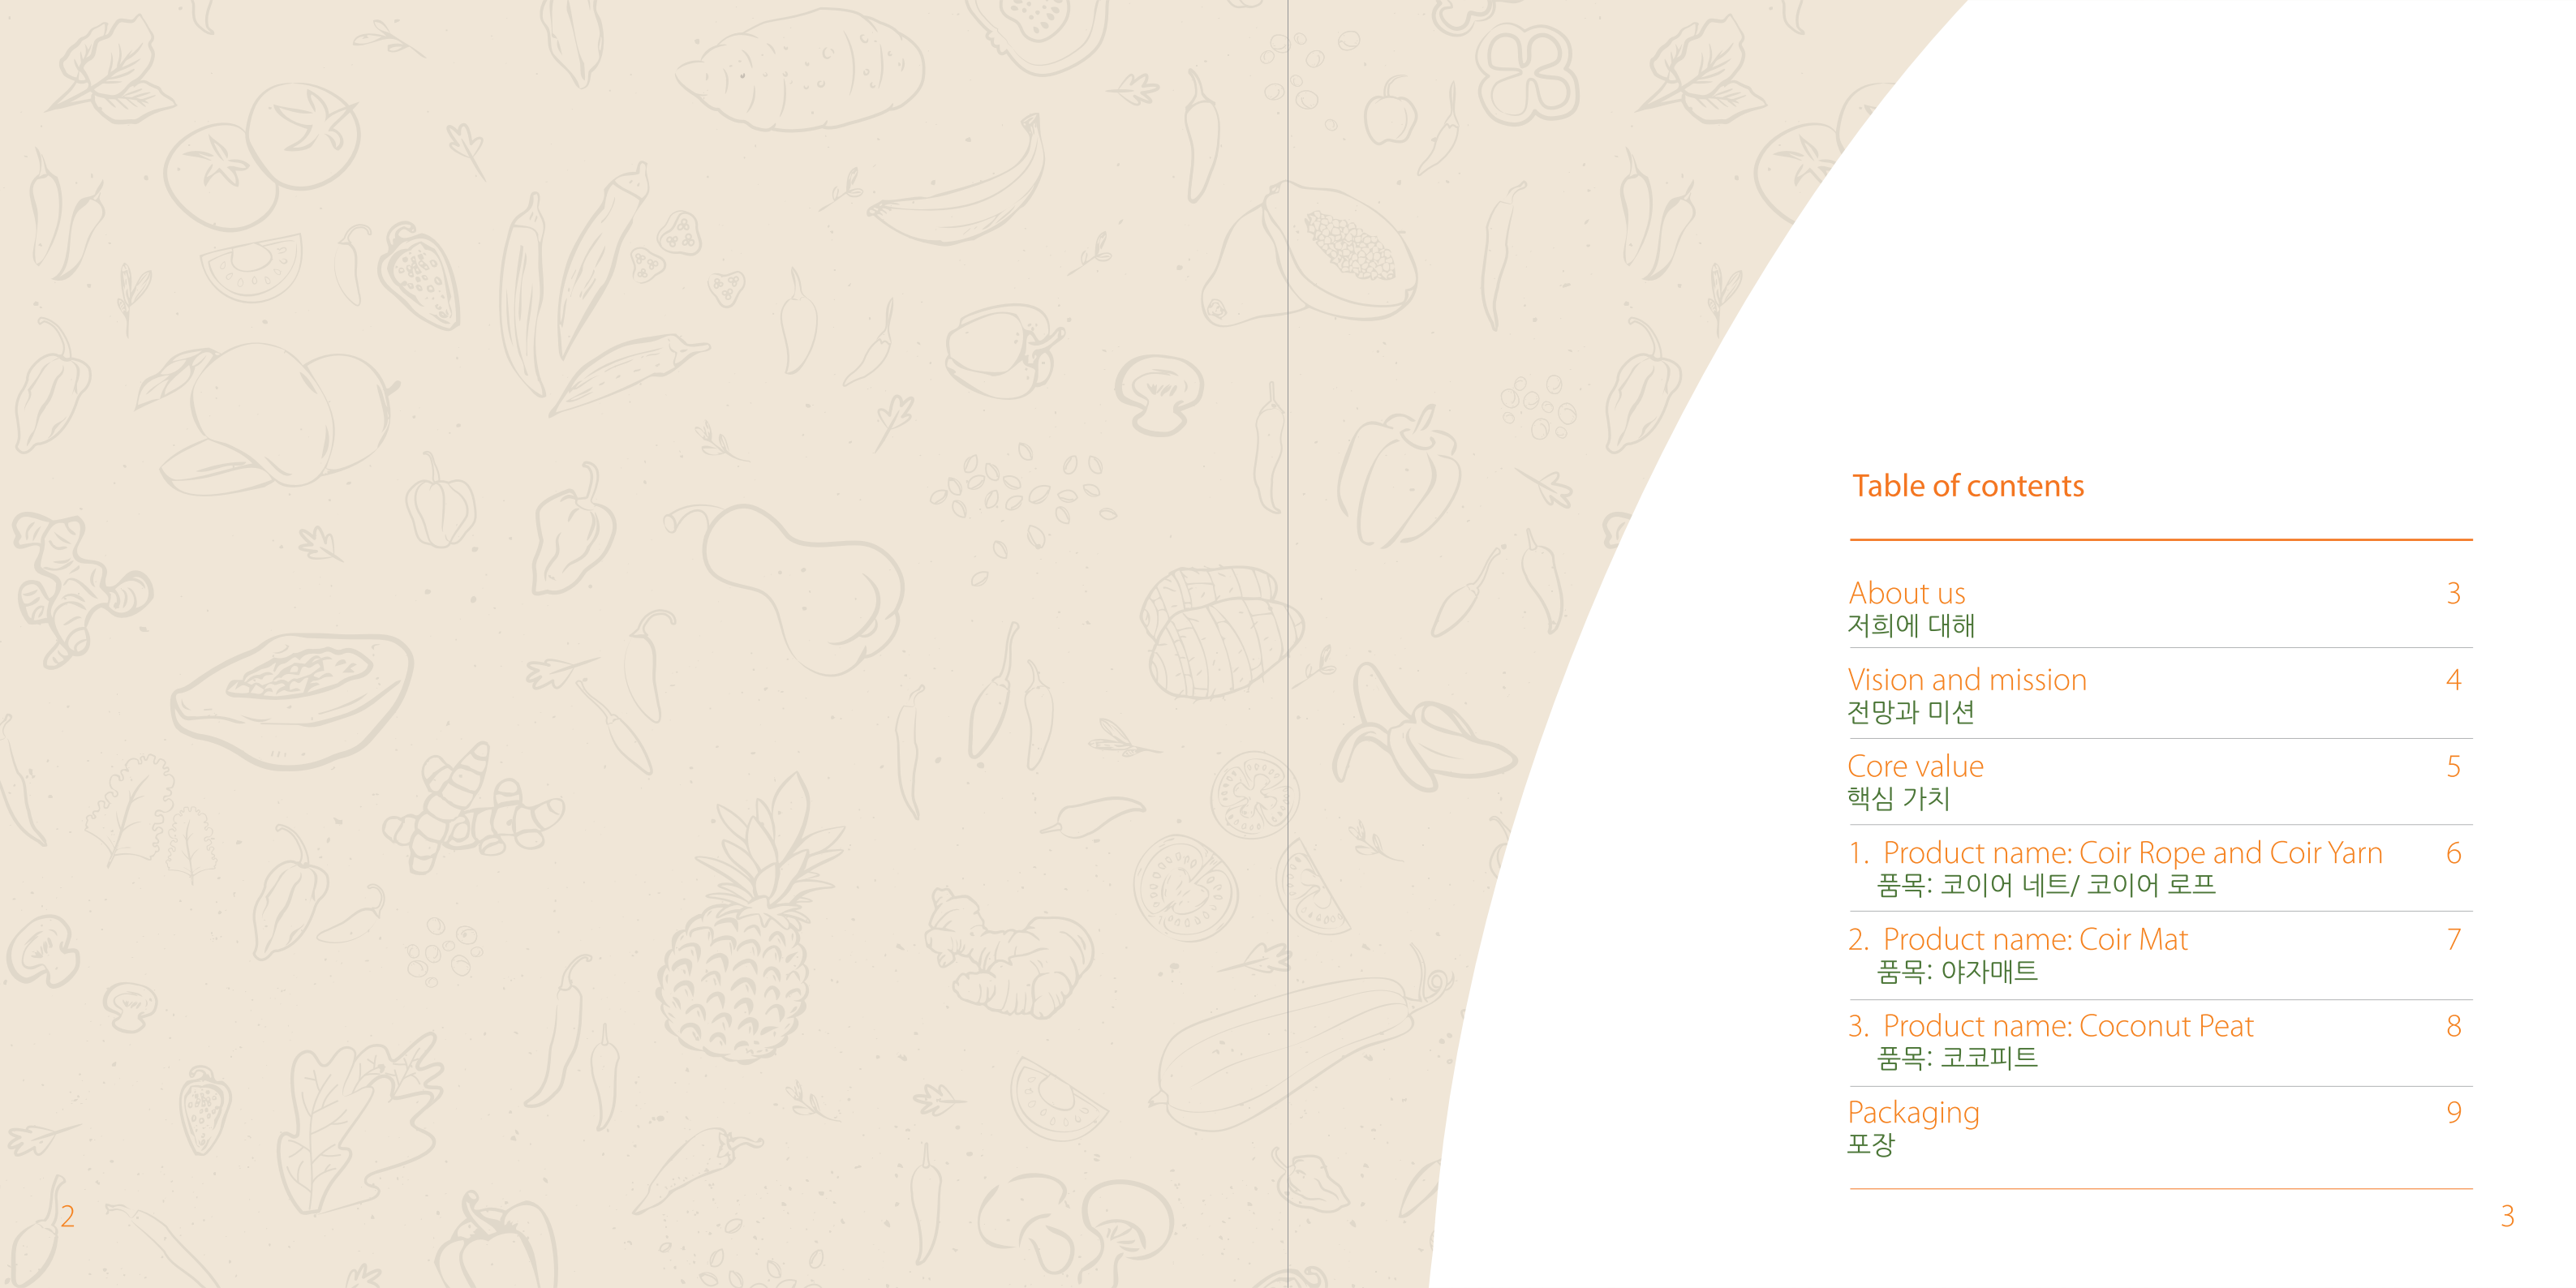 Table of contents
About us 3
저희에 대해
Vision and mission 4
전망과 미션
Core value 5
핵심 가치
1. Product name: Coir Rope and Coir Yarn 6
품목: 코이어 네트/ 코이어 로프
2. Product name: Coir Mat 7
품목: 야자매트
3. Product name: Coconut Peat 8
품목: 코코피트
Packaging 9
포장
2
3